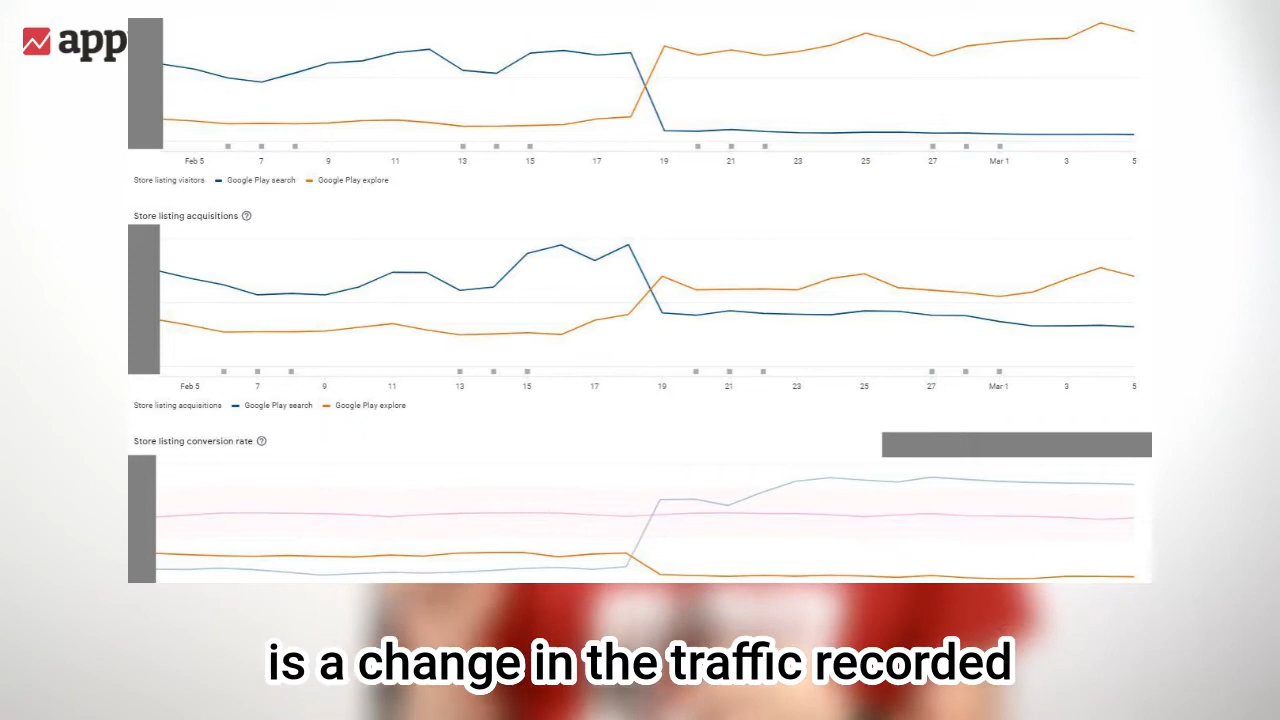 app
Feb 5 7 9 11 13 15 17 19 21 23 25 27 Mar 1 3 5
Store listing visitors Google Play search Google Play explore
Store listing acquisitions ?
Feb 5 7 9 11 13 15 17 19 21 23 25 27 Mar 1 3 5
Store listing acquisitions Google Play search Google Play explore
Store listing conversion rate ?
is a change in the traffic recorded